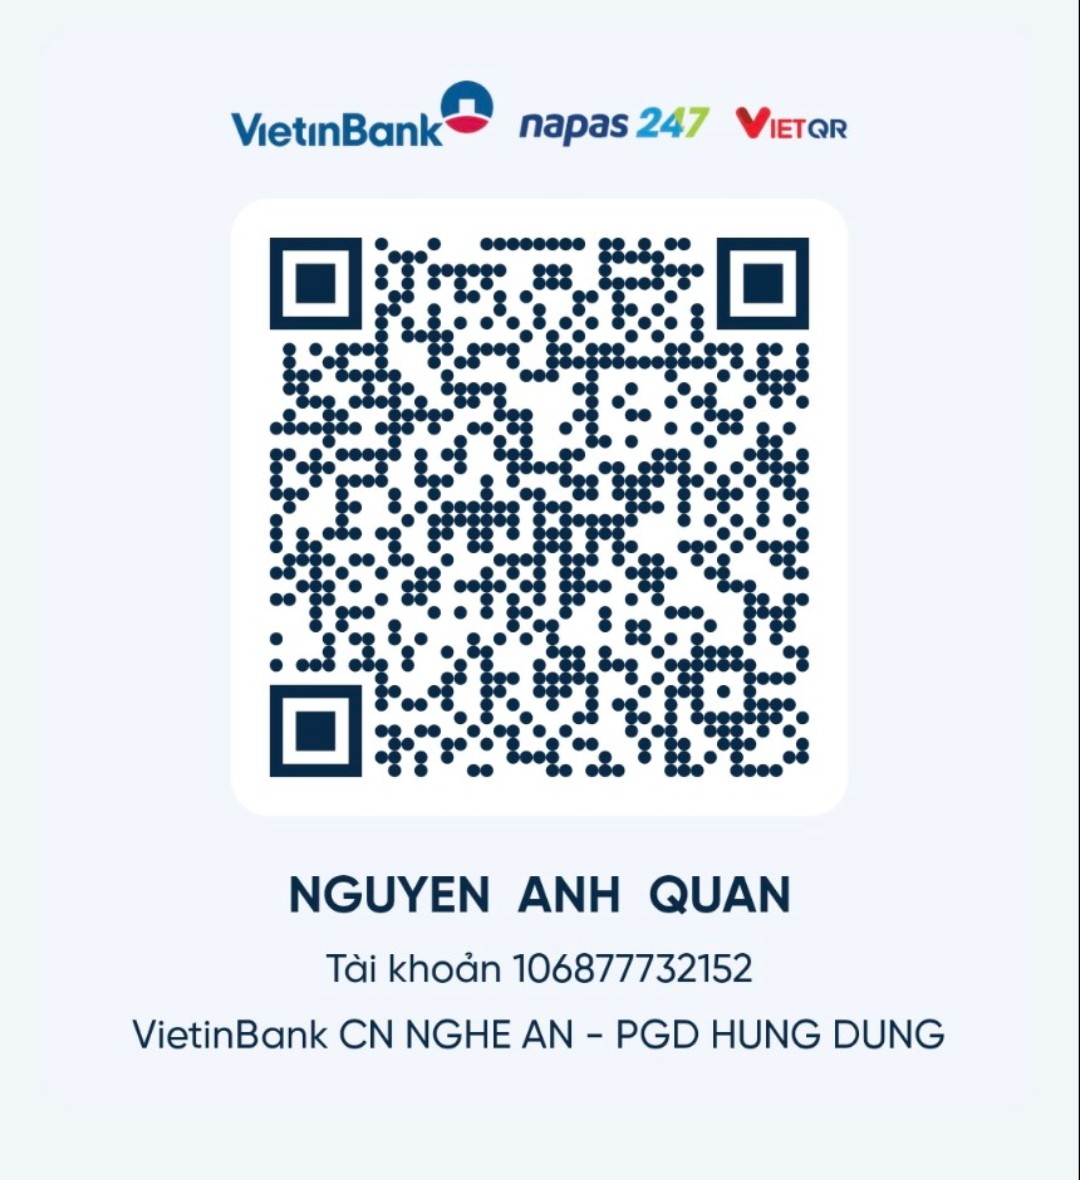 VietinBank napas 247 VIETQR
NGUYEN ANH QUAN
Tài khoản 106877732152
VietinBank CN NGHE AN - PGD HUNG DUNG